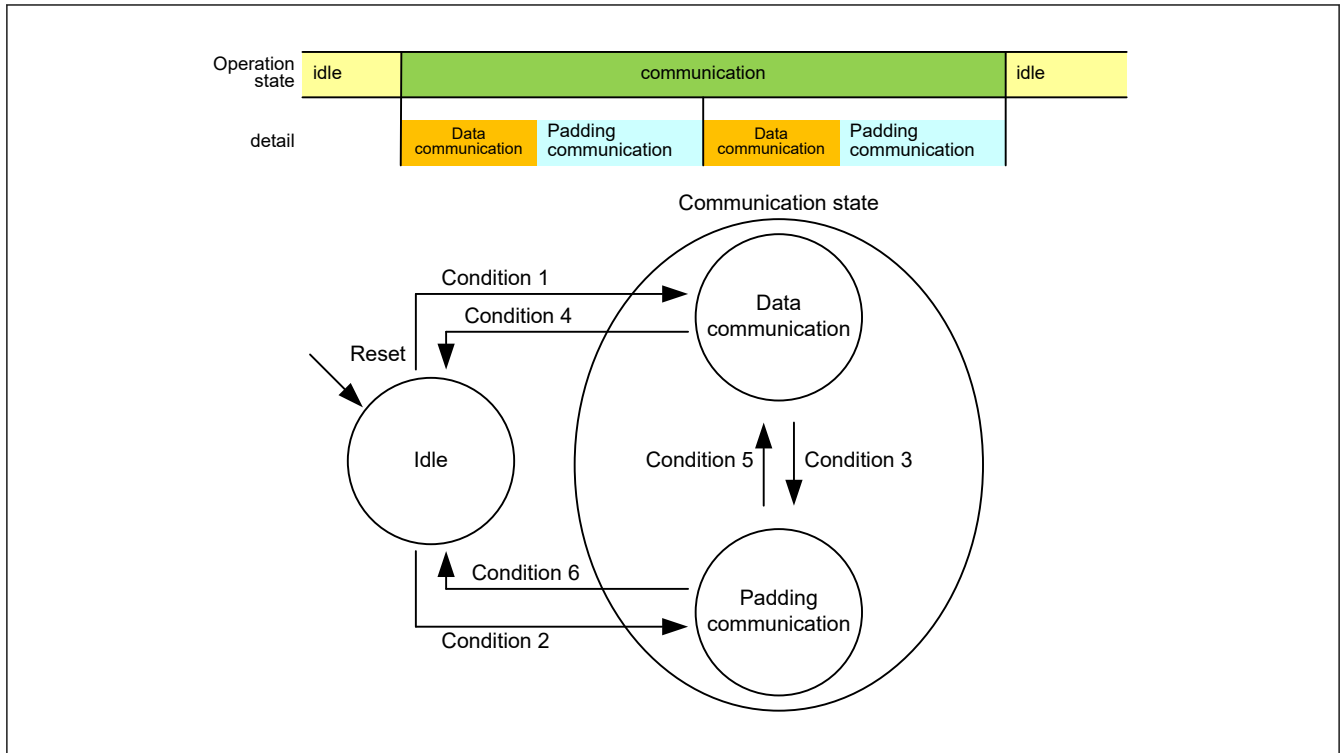 Operation
state
idle
communication
idle
detail
Data
communication
Padding
communication
Data
communication
Padding
communication
Communication state
Condition 1
Data
communication
Condition 4
Reset
Idle
Condition 5
Condition 3
Condition 6
Padding
communication
Condition 2